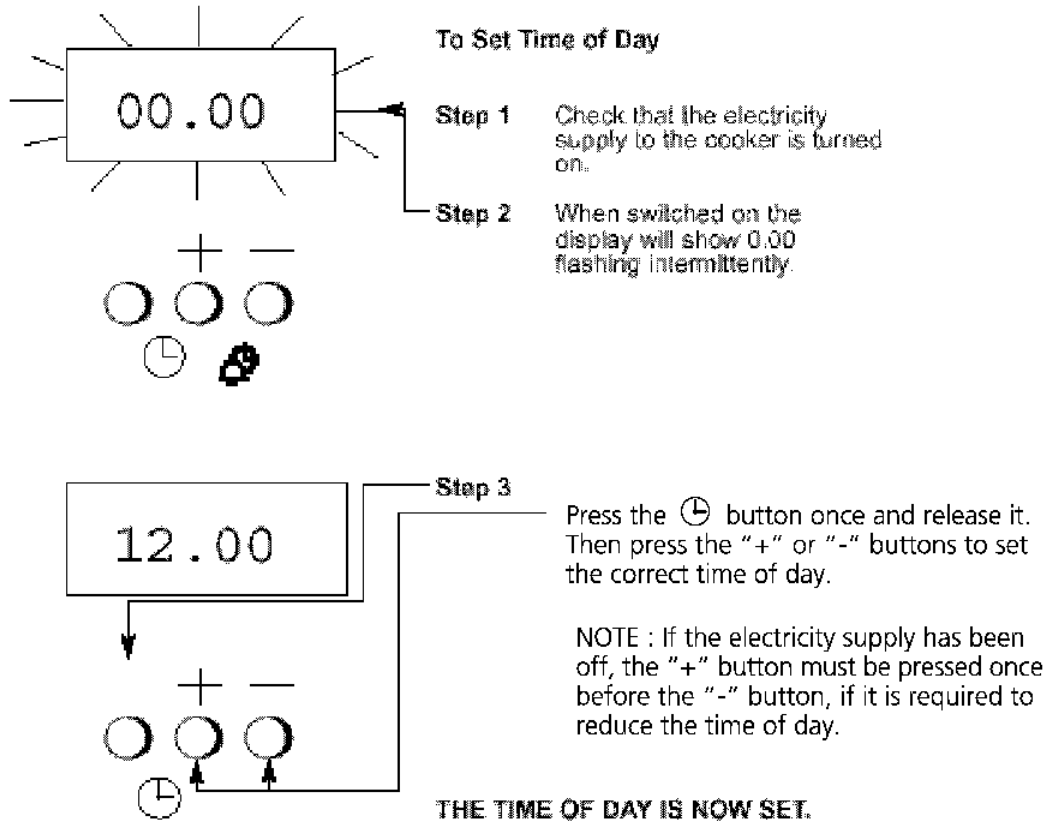 To Set Time of Day
00.00
Step 1 Check that the electricity
supply to the cooker is turned
on.
Step 2 When switched on the
display will show 0.00
flashing intermittently.
+ −
Step 3
12.00
Press the button once and release it.
Then press the "+" or "-" buttons to set
the correct time of day.
NOTE : If the electricity supply has been
off, the "+" button must be pressed once
before the "-" button, if it is required to
reduce the time of day.
+ −
THE TIME OF DAY IS NOW SET.